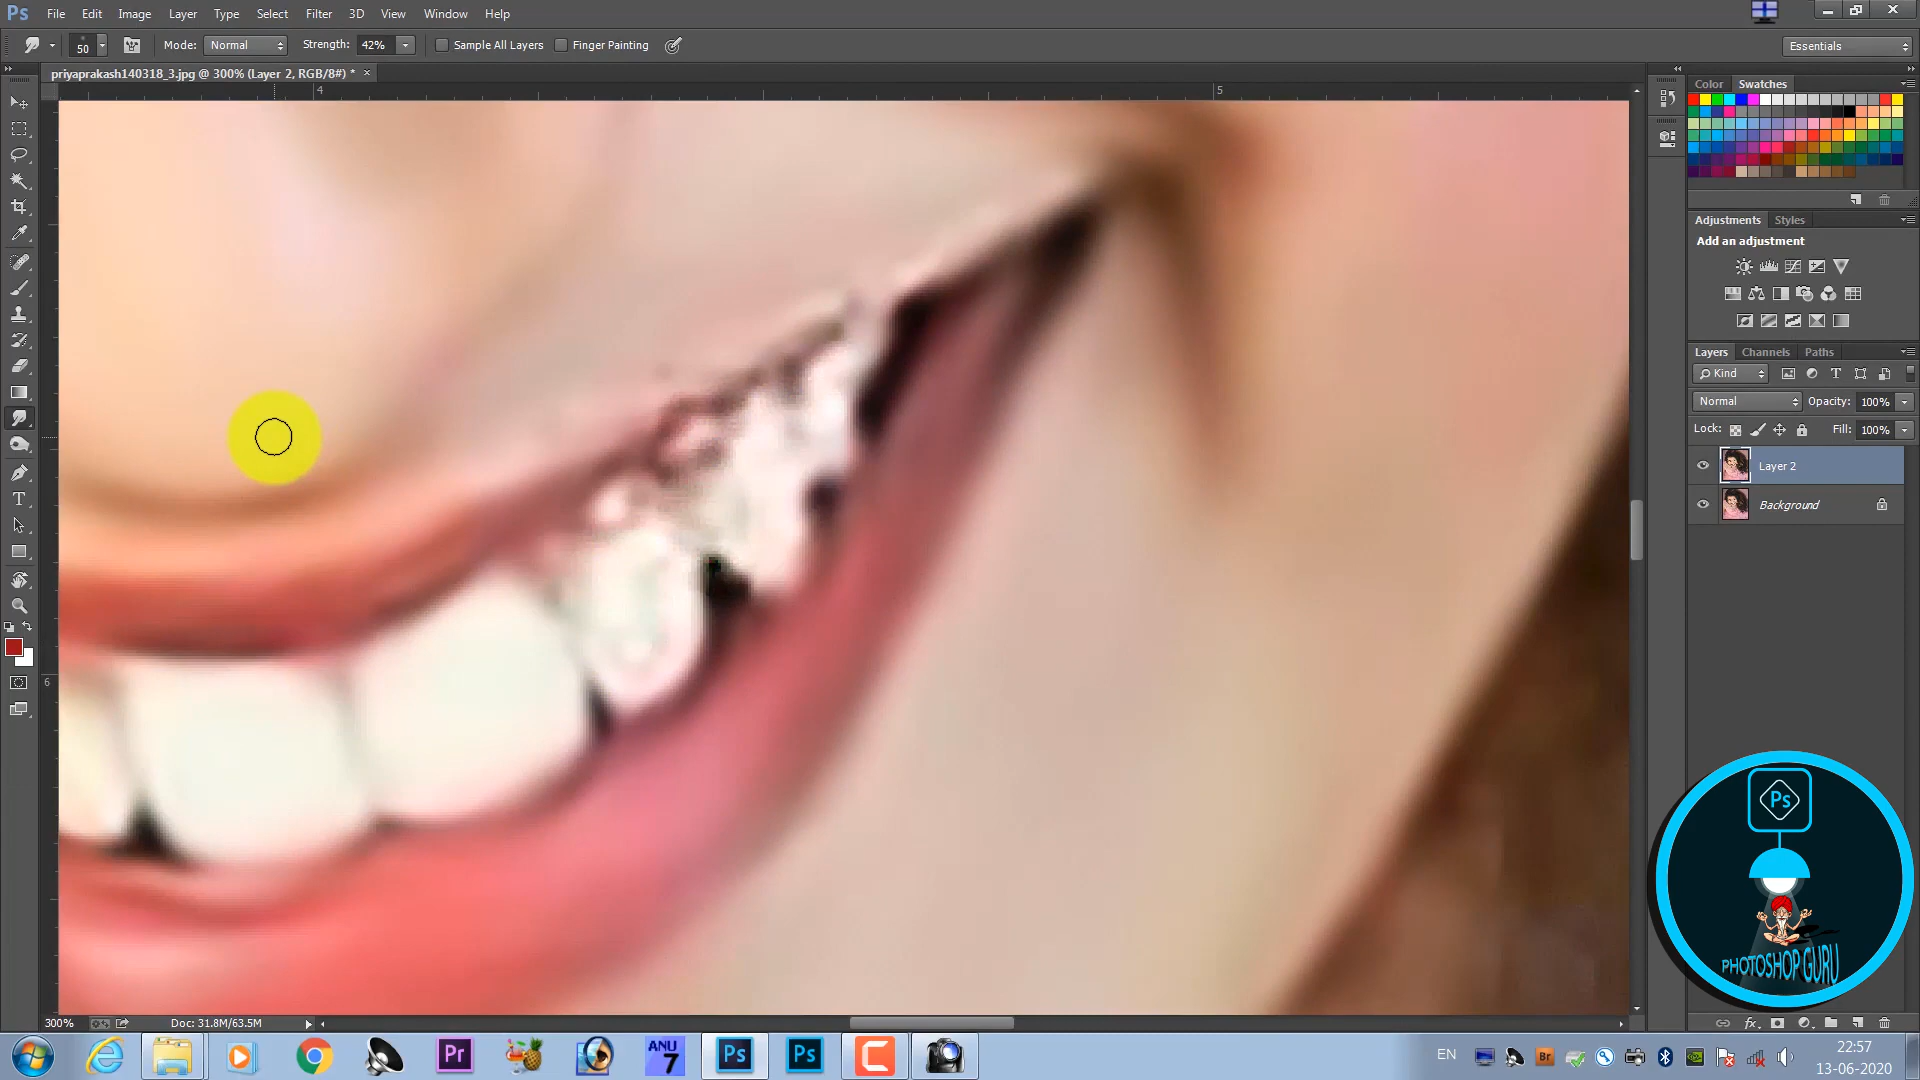 Ps File Edit Image Layer Type Select Filter 3D View Window Help
50 Mode: Normal Strength: 42% Sample All Layers Finger Painting Essentials
priyaprakash140318_3.jpg @ 300% (Layer 2, RGB/8#) * ×
4 5
6
Color Swatches
Adjustments Styles
Add an adjustment
Layers Channels Paths
Kind
Normal Opacity: 100%
Lock: Fill: 100%
Layer 2
Background
Ps
PHOTOSHOP GURU
300% Doc: 31.8M/63.5M
Pr ANU 7 Ps Ps EN Br 22:57
13-06-2020